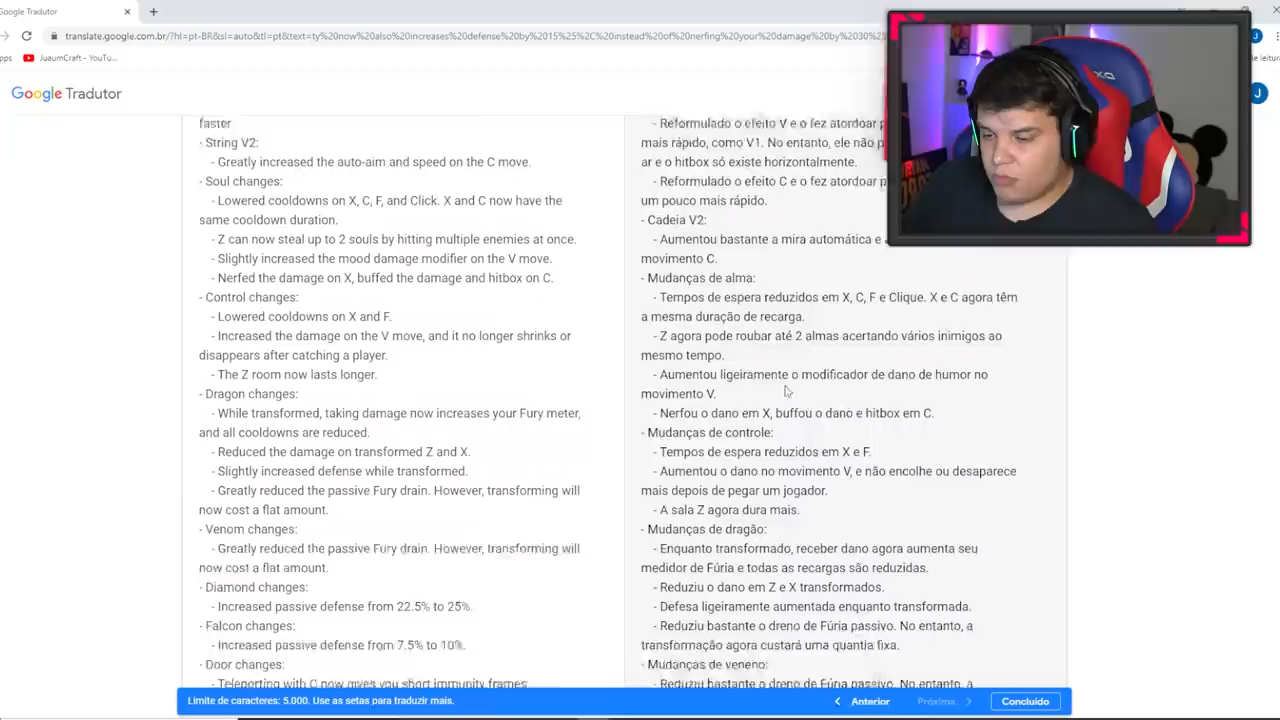 Google Tradutor
translate.google.com.br/?hl=pt-BR&sl=auto&tl=pt&text=ty%20now%20also%20increases%20defense%20by%2015%25%2C%20instead%20of%20nerfing%20your%20damage%20by%2030%25
JuaumCraft - YouTu...
Google Tradutor
J
faster
- String V2:
- Greatly increased the auto-aim and speed on the C move.
- Soul changes:
- Lowered cooldowns on X, C, F, and Click. X and C now have the
same cooldown duration.
- Z can now steal up to 2 souls by hitting multiple enemies at once.
- Slightly increased the mood damage modifier on the V move.
- Nerfed the damage on X, buffed the damage and hitbox on C.
- Control changes:
- Lowered cooldowns on X and F.
- Increased the damage on the V move, and it no longer shrinks or
disappears after catching a player.
- The Z room now lasts longer.
- Dragon changes:
- While transformed, taking damage now increases your Fury meter,
and all cooldowns are reduced.
- Reduced the damage on transformed Z and X.
- Slightly increased defense while transformed.
- Greatly reduced the passive Fury drain. However, transforming will
now cost a flat amount.
- Venom changes:
- Greatly reduced the passive Fury drain. However, transforming will
now cost a flat amount.
- Diamond changes:
- Increased passive defense from 22.5% to 25%.
- Falcon changes:
- Increased passive defense from 7.5% to 10%.
- Door changes:
- Teleporting with C now gives you short immunity frames
- Reformulado o efeito V e o fez atordoar
mais rápido, como V1. No entanto, ele não
ar e o hitbox só existe horizontalmente.
- Reformulado o efeito C e o fez atordoar
um pouco mais rápido.
- Cadeia V2:
- Aumentou bastante a mira automática e
movimento C.
- Mudanças de alma:
- Tempos de espera reduzidos em X, C, F e Clique. X e C agora têm
a mesma duração de recarga.
- Z agora pode roubar até 2 almas acertando vários inimigos ao
mesmo tempo.
- Aumentou ligeiramente o modificador de dano de humor no
movimento V.
- Nerfou o dano em X, buffou o dano e hitbox em C.
- Mudanças de controle:
- Tempos de espera reduzidos em X e F.
- Aumentou o dano no movimento V, e não encolhe ou desaparece
mais depois de pegar um jogador.
- A sala Z agora dura mais.
- Mudanças de dragão:
- Enquanto transformado, receber dano agora aumenta seu
medidor de Fúria e todas as recargas são reduzidas.
- Reduziu o dano em Z e X transformados.
- Defesa ligeiramente aumentada enquanto transformada.
- Reduziu bastante o dreno de Fúria passivo. No entanto, a
transformação agora custará uma quantia fixa.
- Mudanças de veneno:
- Reduziu bastante o dreno de Fúria passivo. No entanto, a
Limite de caracteres: 5.000. Use as setas para traduzir mais.
Anterior
Próxima
Concluído